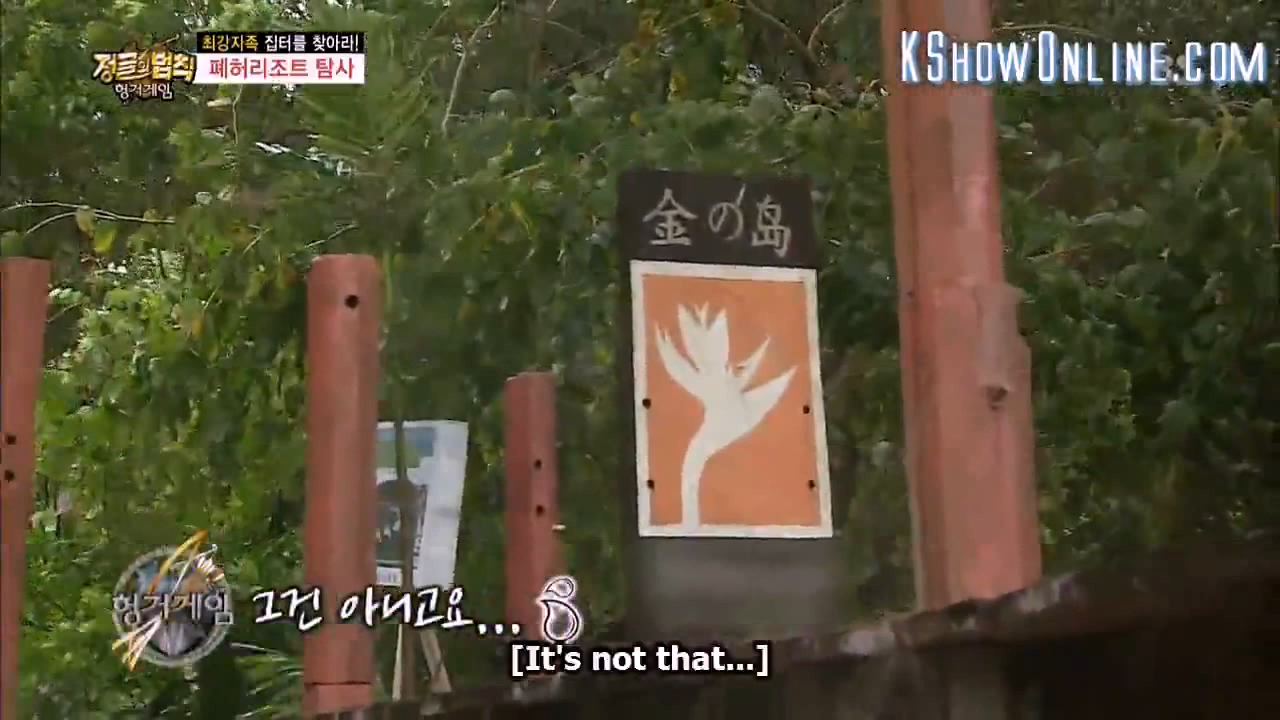 정글의 법칙
헝거게임
최강지족 집터를 찾아라!
폐허리조트 탐사
KShowOnline.com
金の島
헝거게임
그건 아니고요...
[It's not that...]